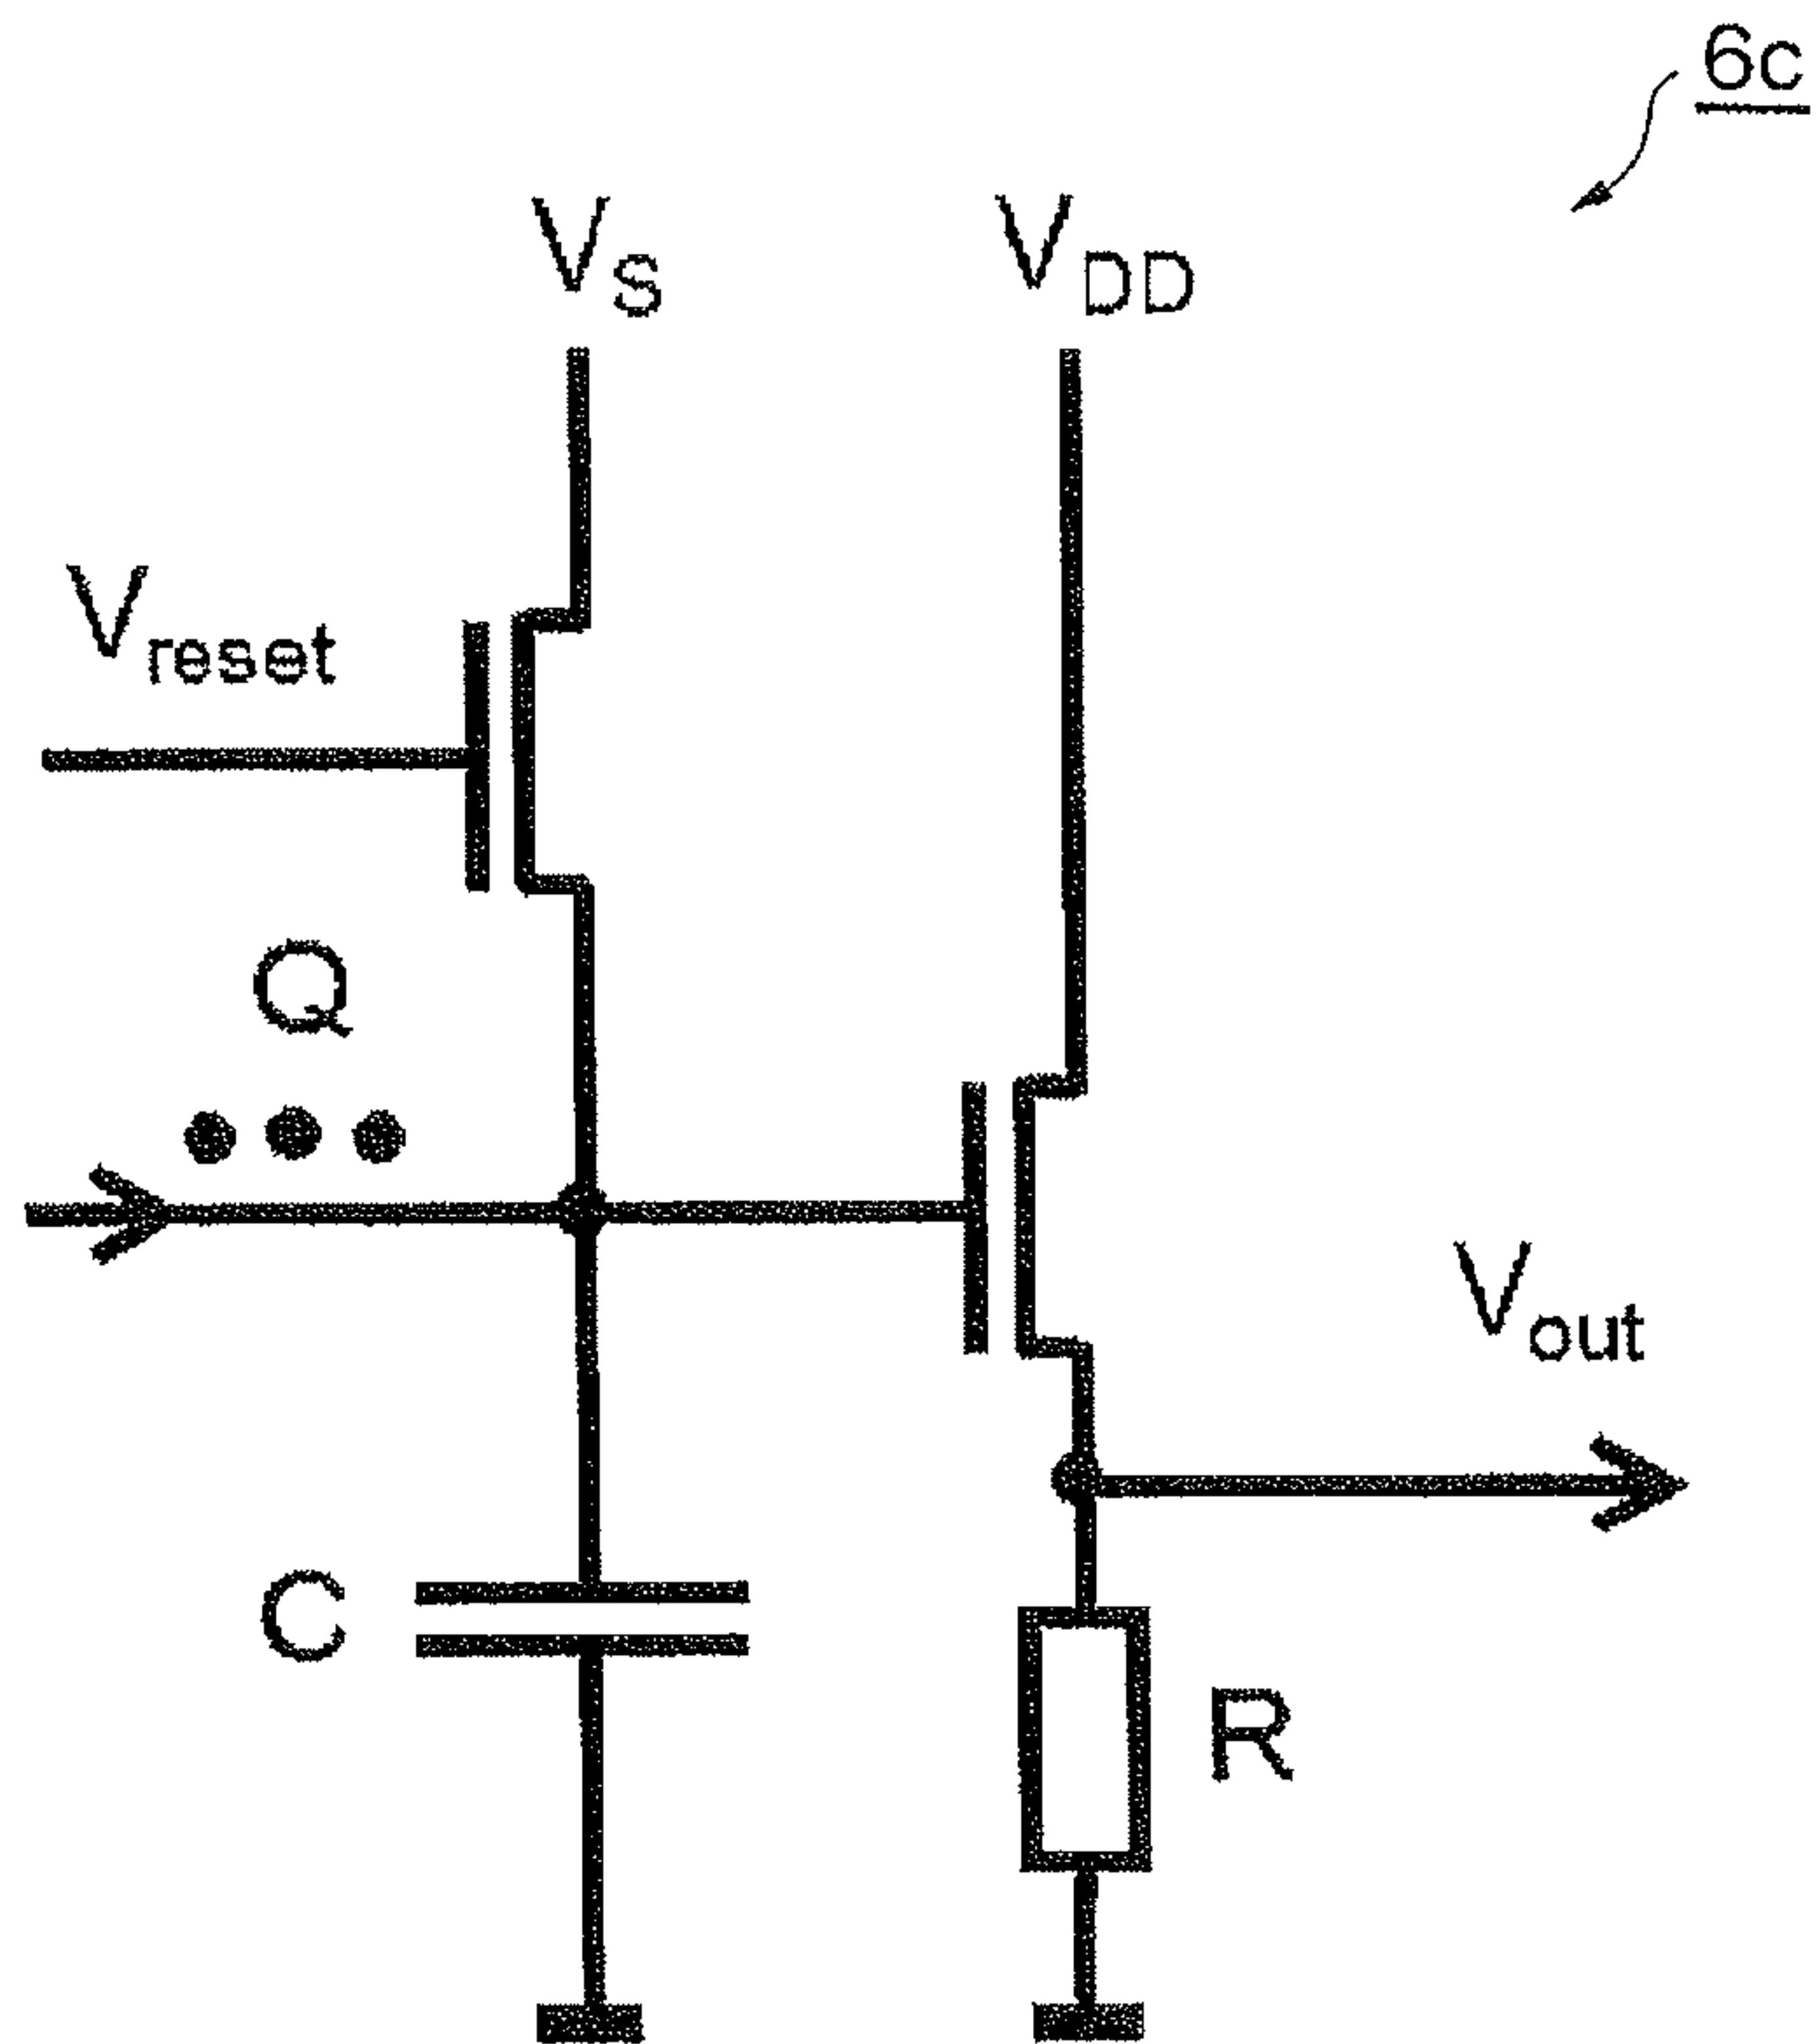 6c
V_S
V_DD
V_reset
Q
V_out
C
R